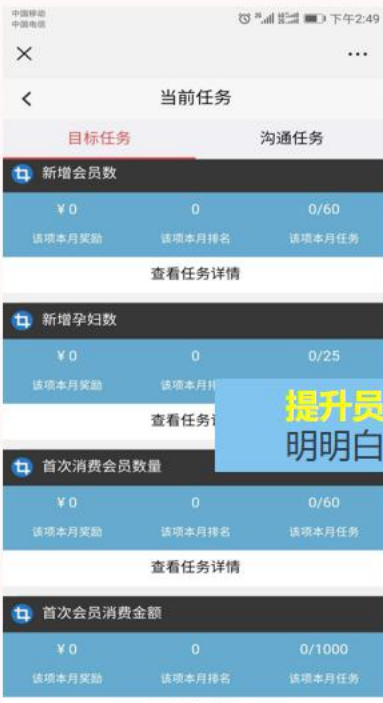 中国移动
中国电信
下午2:49
当前任务
目标任务 沟通任务
新增会员数
¥0 0 0/60
该项本月奖励 该项本月排名 该项本月任务
查看任务详情
新增孕妇数
¥0 0 0/25
该项本月奖励 该项本月排
提升员
查看任务
明明白
首次消费会员数量
¥0 0 0/60
该项本月奖励 该项本月排名 该项本月任务
查看任务详情
首次会员消费金额
¥0 0 0/1000
该项本月奖励 该项本月排名 该项本月任务